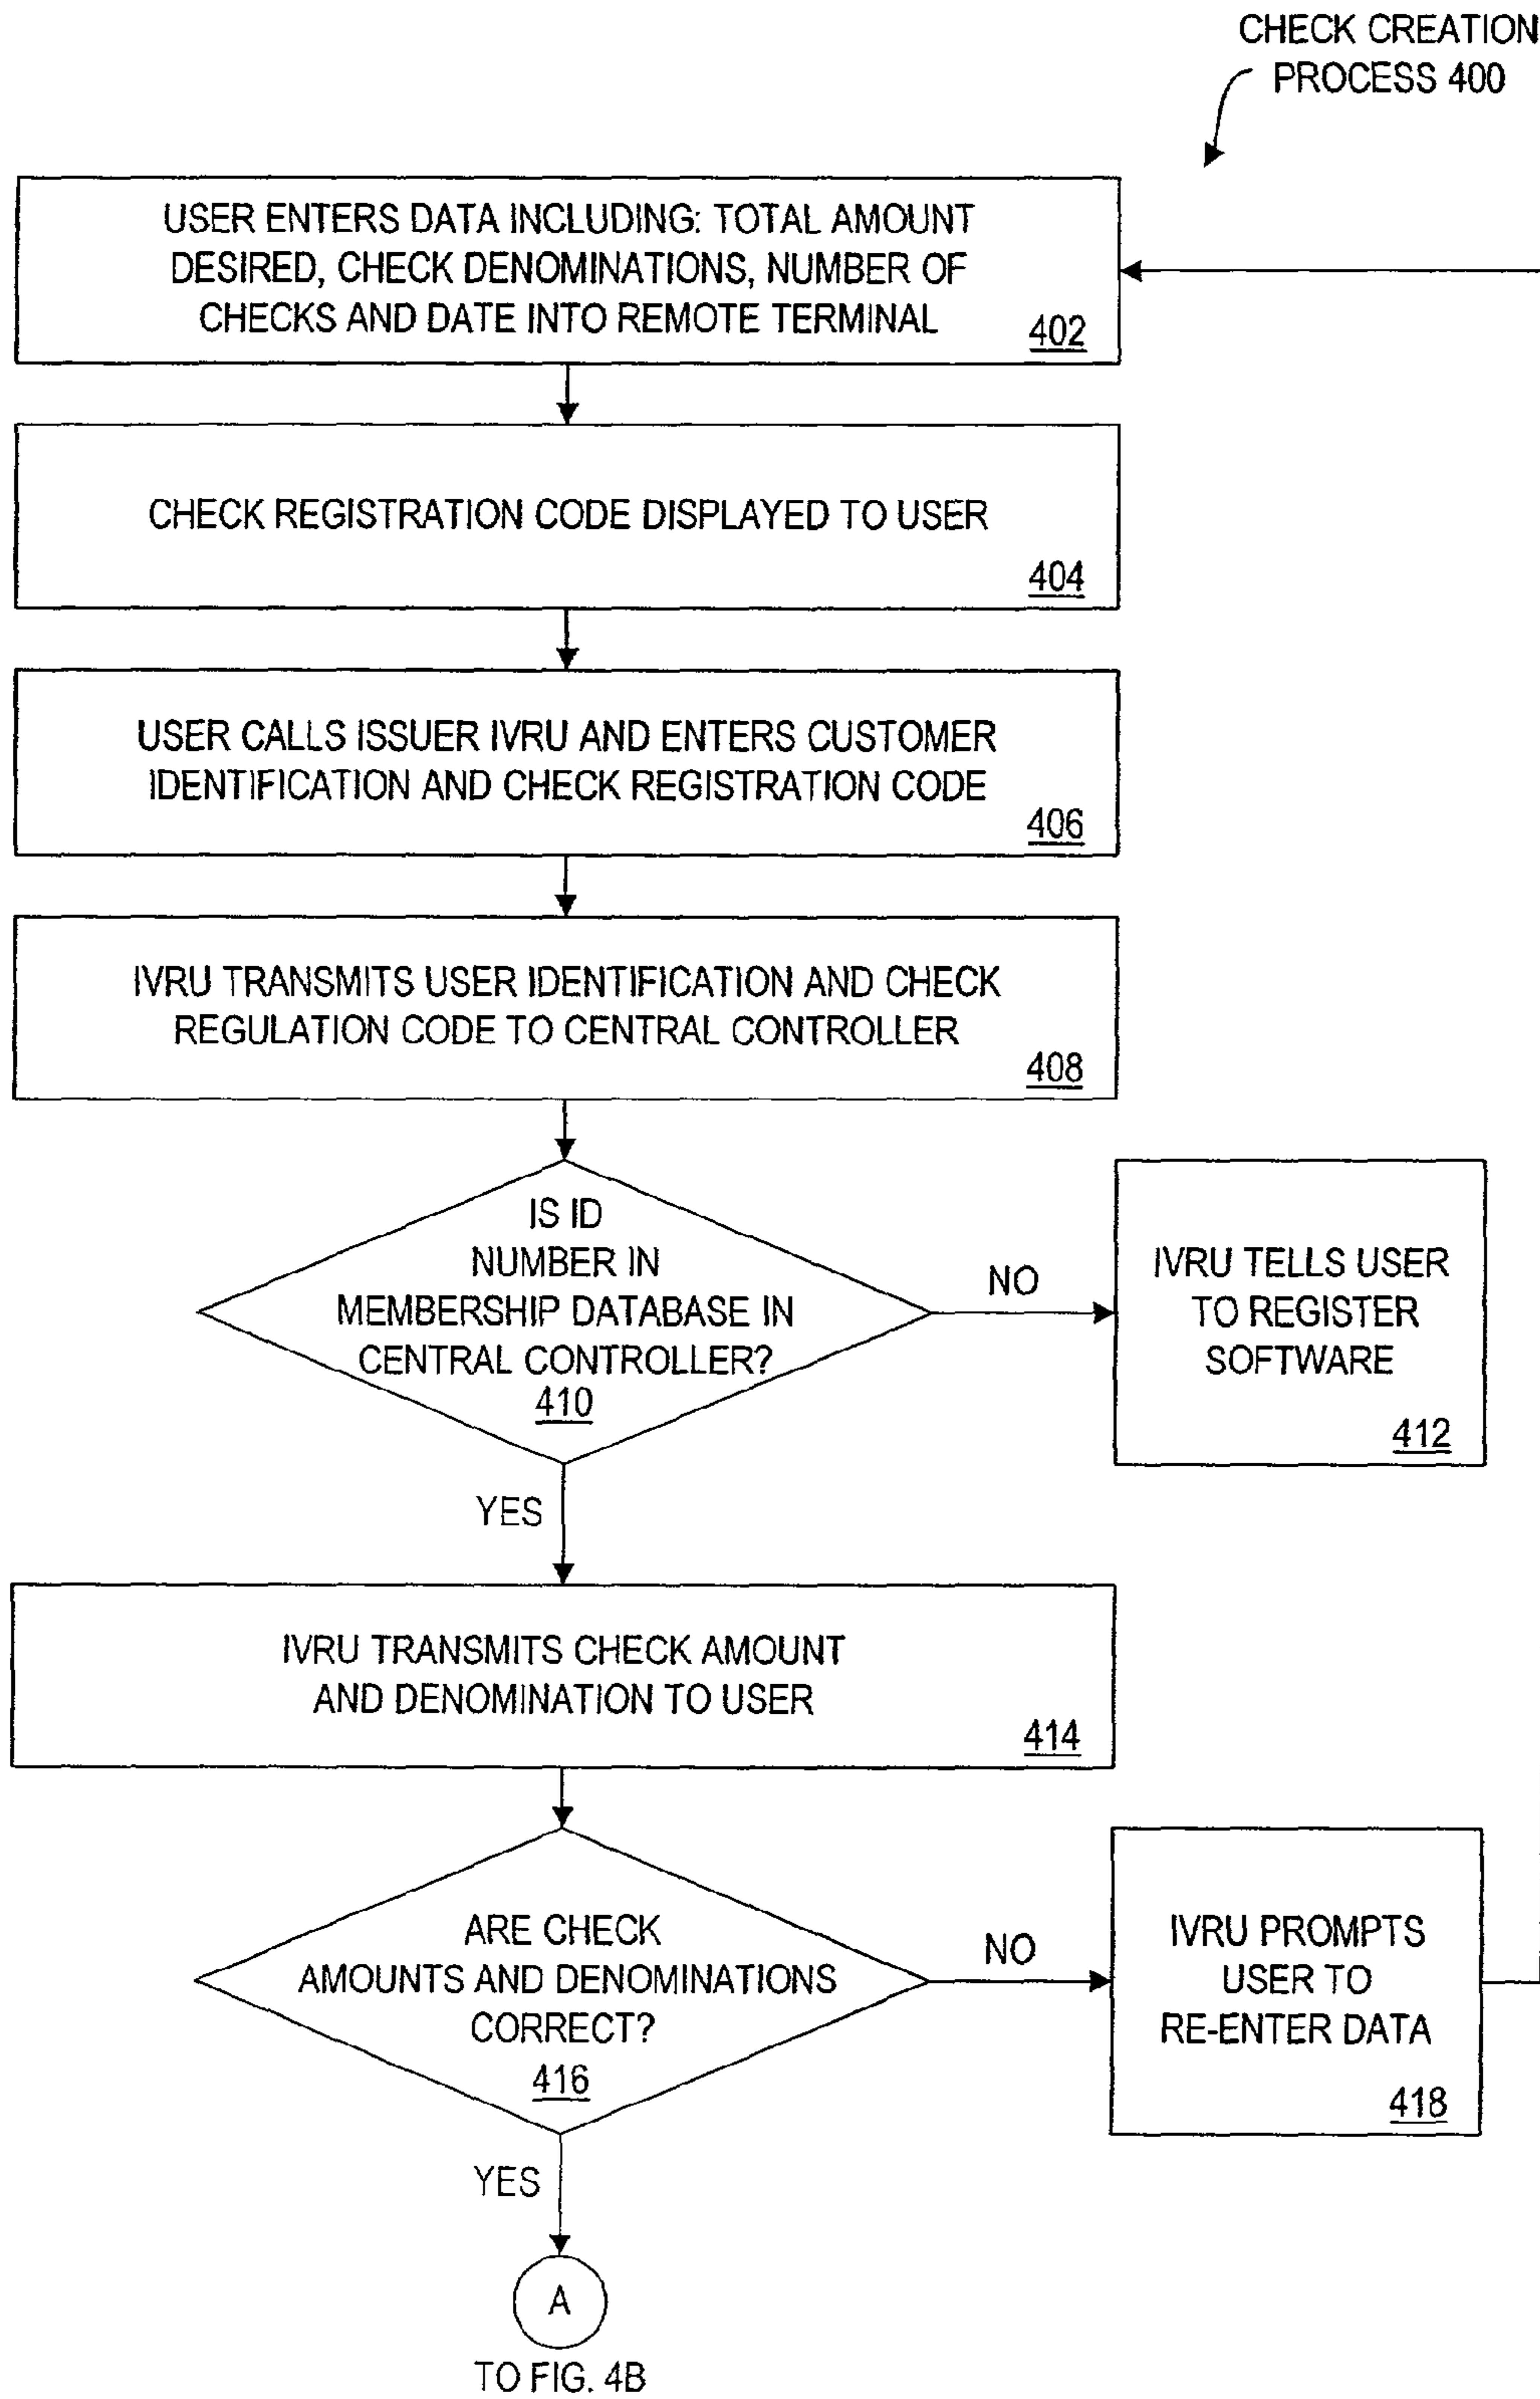 CHECK CREATION
PROCESS 400
USER ENTERS DATA INCLUDING: TOTAL AMOUNT
DESIRED, CHECK DENOMINATIONS, NUMBER OF
CHECKS AND DATE INTO REMOTE TERMINAL
402
CHECK REGISTRATION CODE DISPLAYED TO USER
404
USER CALLS ISSUER IVRU AND ENTERS CUSTOMER
IDENTIFICATION AND CHECK REGISTRATION CODE
406
IVRU TRANSMITS USER IDENTIFICATION AND CHECK
REGULATION CODE TO CENTRAL CONTROLLER
408
IS ID
NUMBER IN
MEMBERSHIP DATABASE IN
CENTRAL CONTROLLER?
410
NO
IVRU TELLS USER
TO REGISTER
SOFTWARE
412
YES
IVRU TRANSMITS CHECK AMOUNT
AND DENOMINATION TO USER
414
ARE CHECK
AMOUNTS AND DENOMINATIONS
CORRECT?
416
NO
IVRU PROMPTS
USER TO
RE-ENTER DATA
418
YES
A
TO FIG. 4B